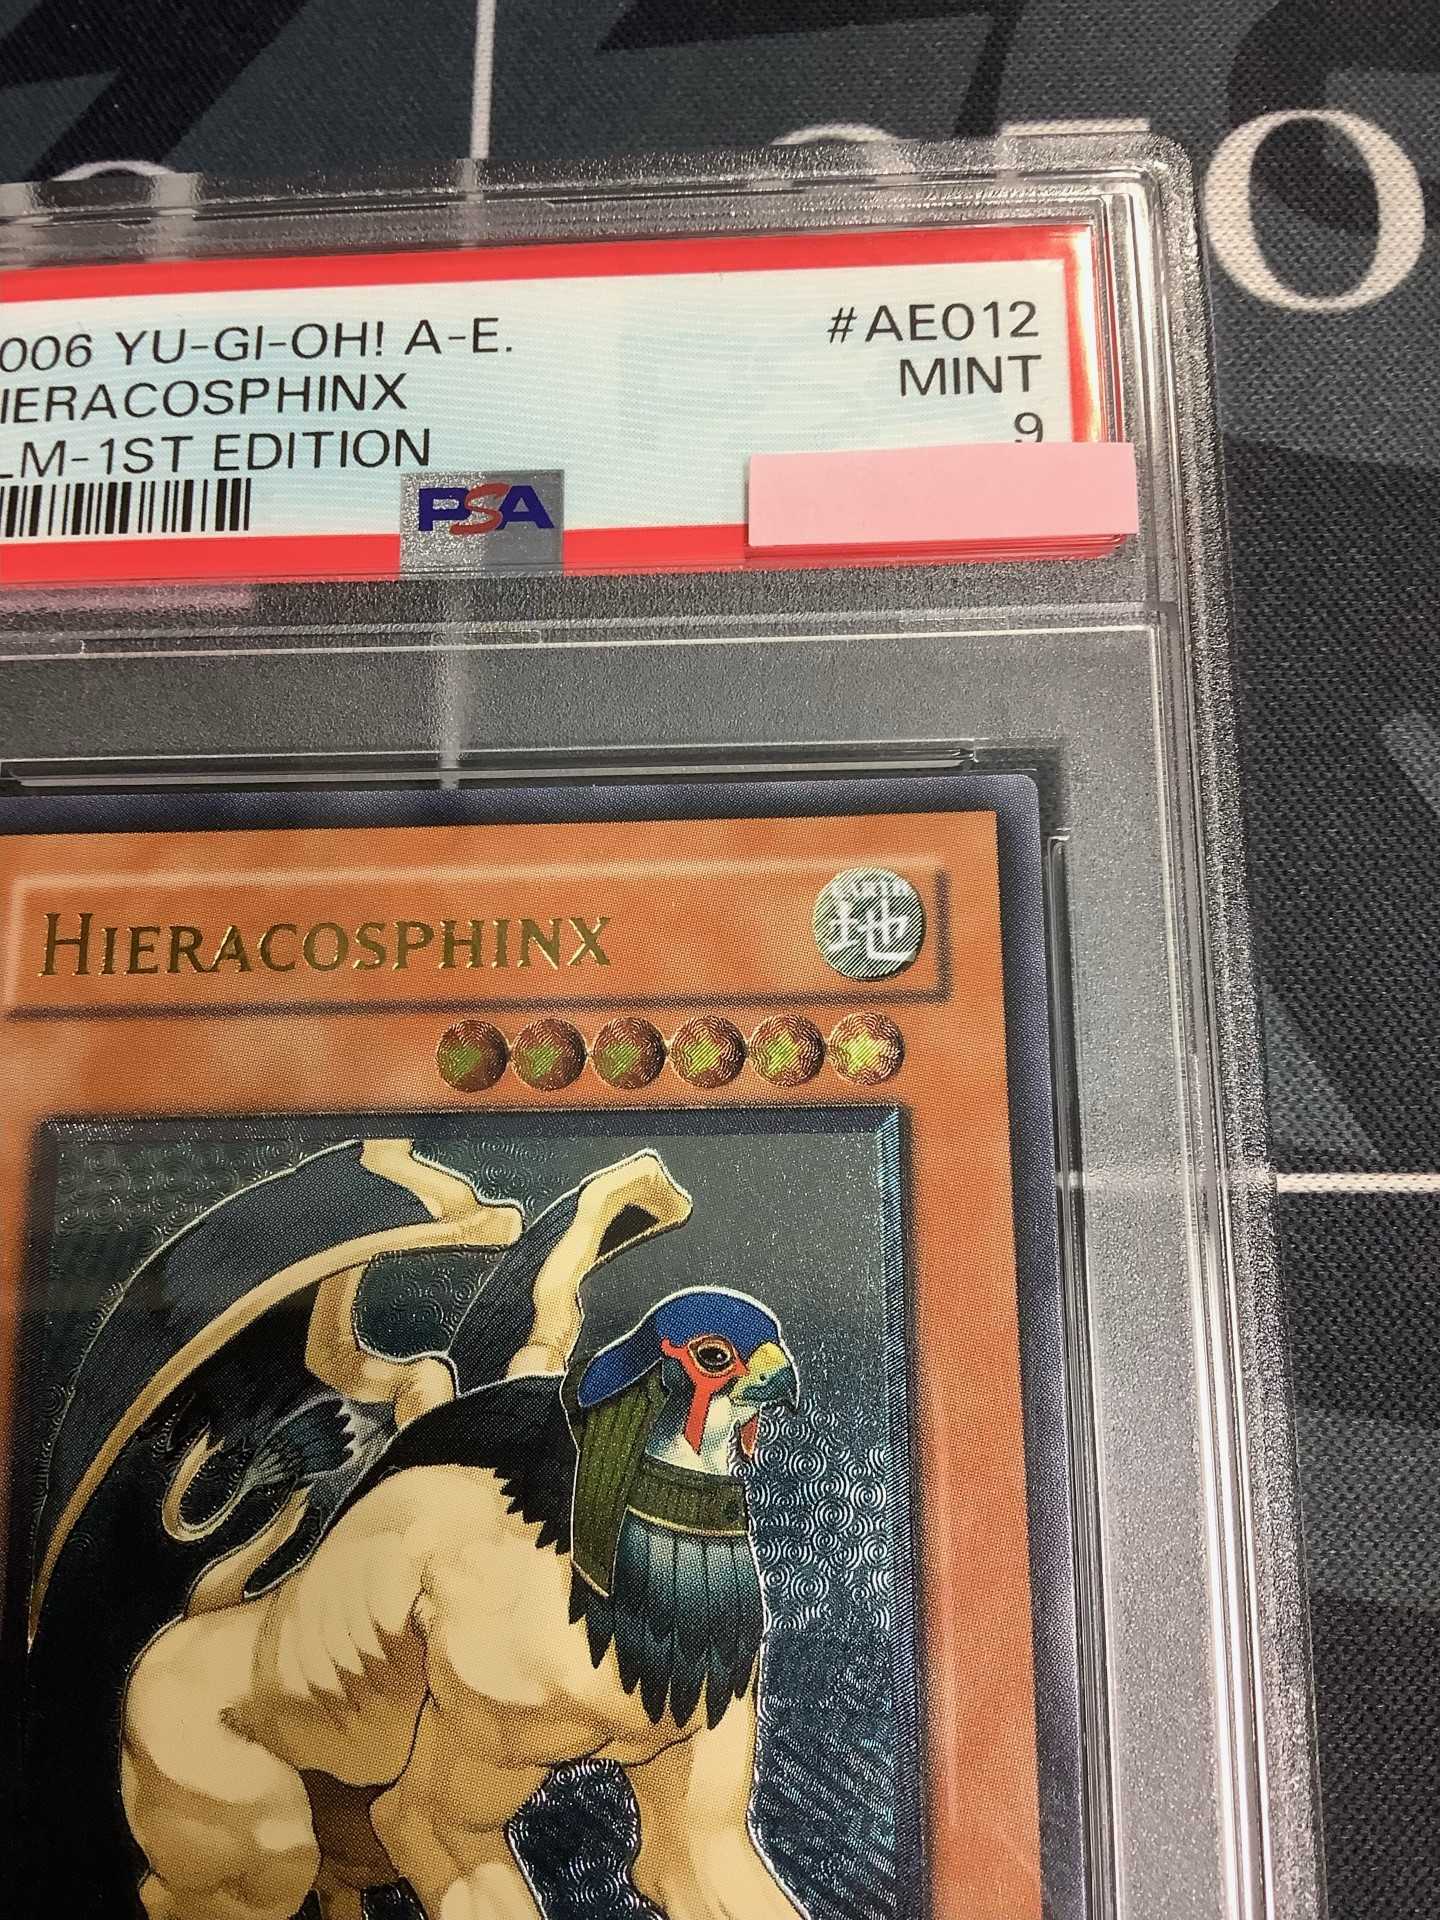 006 YU-GI-OH! A-E. #AE012
IERACOSPHINX MINT
LM-1ST EDITION 9
PSA
HIERACOSPHINX 地